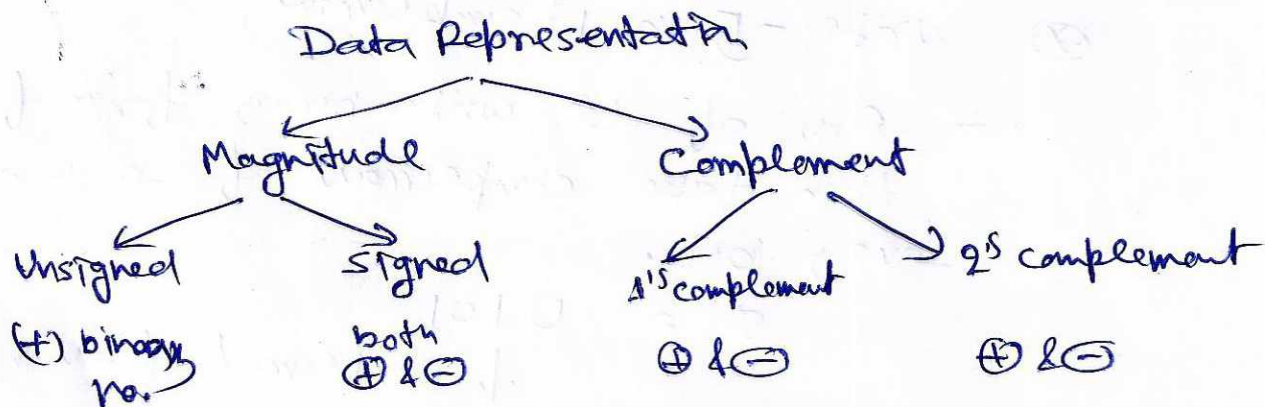 Data Representation
Magnitude Complement
Unsigned Signed 1's complement 2's complement
(+) binary no. both ⊕ & ⊖ ⊕ & ⊖ ⊕ & ⊖